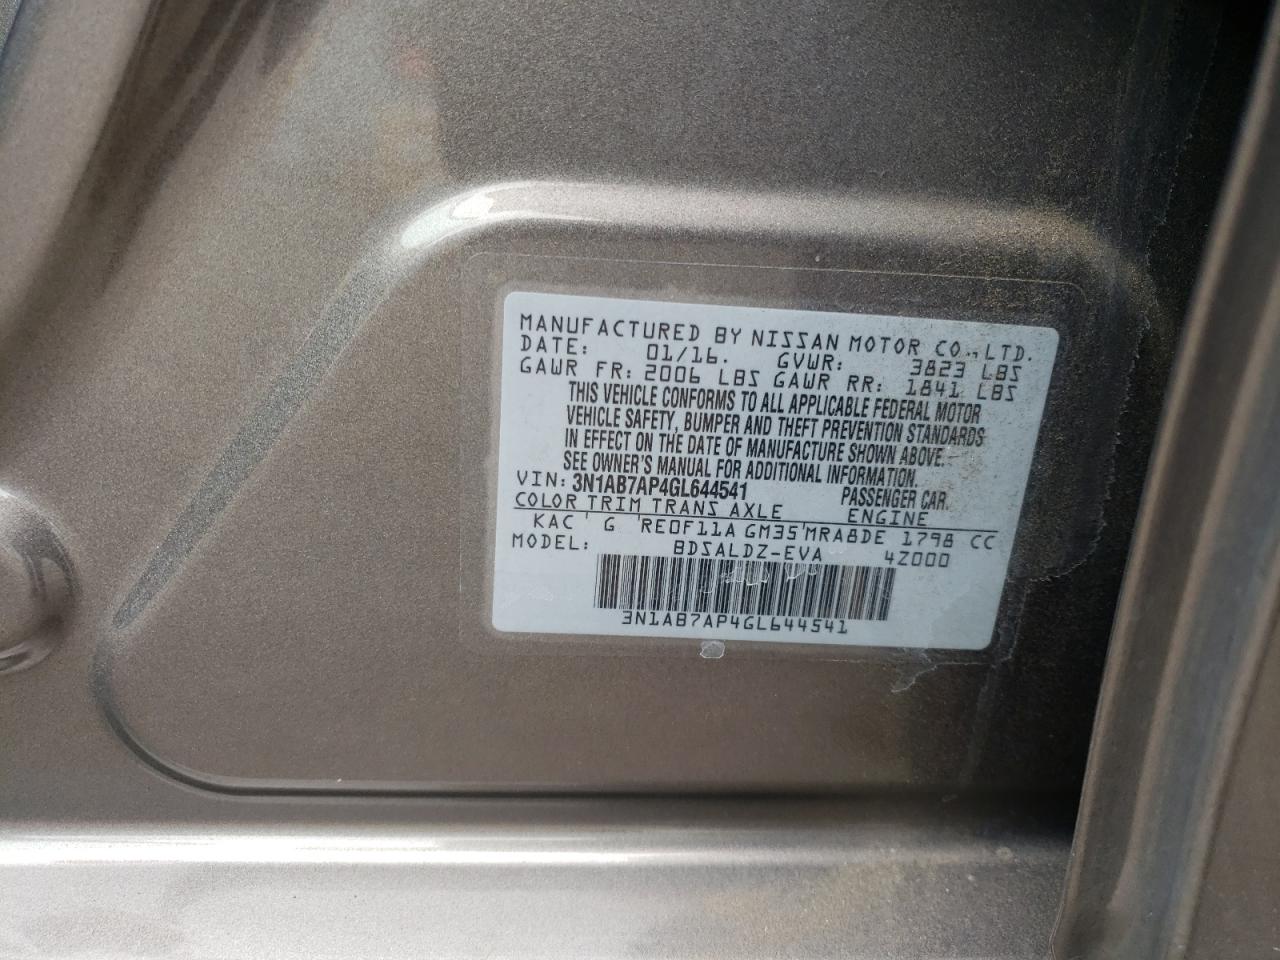 MANUFACTURED BY NISSAN MOTOR CO.,LTD.
DATE: 01/16. GVWR: 3823 LBS
GAWR FR: 2006 LBS GAWR RR: 1841 LBS
THIS VEHICLE CONFORMS TO ALL APPLICABLE FEDERAL MOTOR
VEHICLE SAFETY, BUMPER AND THEFT PREVENTION STANDARDS
IN EFFECT ON THE DATE OF MANUFACTURE SHOWN ABOVE.
SEE OWNER'S MANUAL FOR ADDITIONAL INFORMATION.
VIN: 3N1AB7AP4GL644541 PASSENGER CAR
COLOR TRIM TRANS AXLE ENGINE
KAC G RE0F11A GM35 MRA8DE 1798 CC
MODEL: BDSALDZ-EVA 4Z000
3N1AB7AP4GL644541